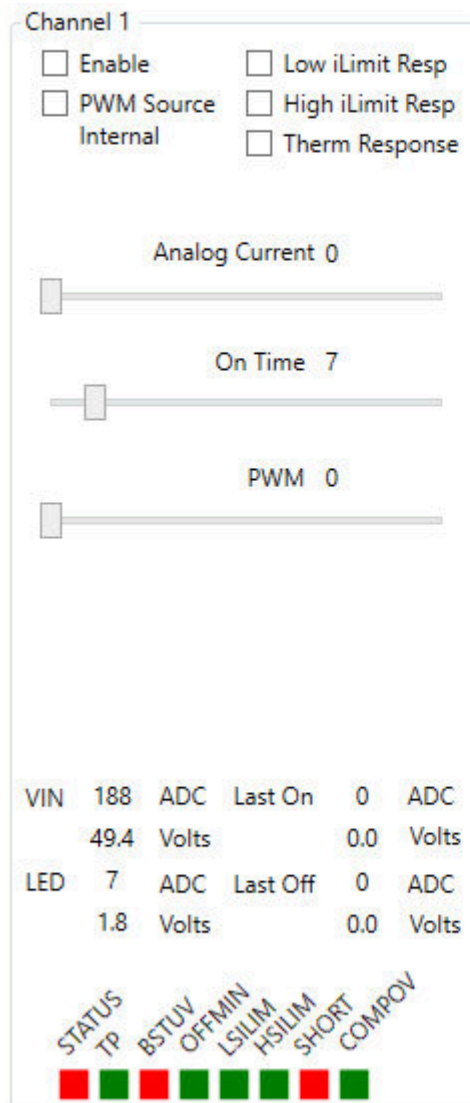 Channel 1
Enable
Low iLimit Resp
PWM Source
Internal
High iLimit Resp
Therm Response
Analog Current 0
On Time 7
PWM 0
VIN 188 ADC Last On 0 ADC
49.4 Volts 0.0 Volts
LED 7 ADC Last Off 0 ADC
1.8 Volts 0.0 Volts
STATUS
TP
BSTUV
OFFMIN
LSILIM
HSILIM
SHORT
COMPOV